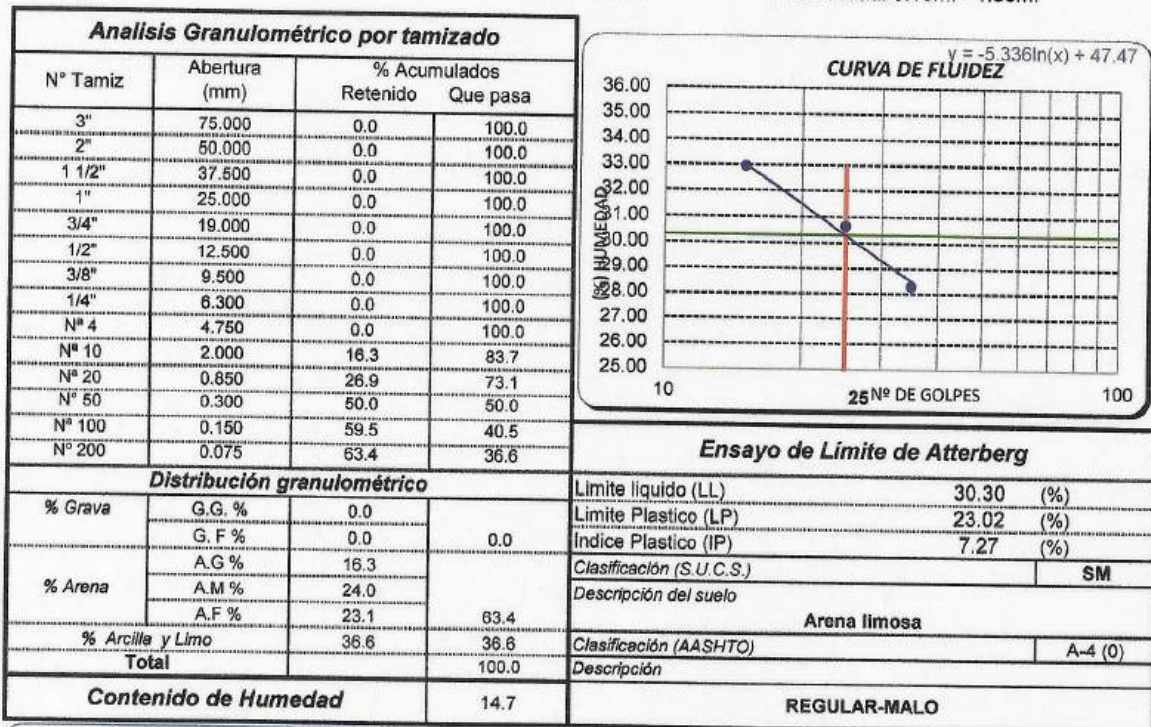 Analisis Granulométrico por tamizado
N° Tamiz Abertura (mm) % Acumulados
Retenido Que pasa
3" 75.000 0.0 100.0
2" 50.000 0.0 100.0
1 1/2" 37.500 0.0 100.0
1" 25.000 0.0 100.0
3/4" 19.000 0.0 100.0
1/2" 12.500 0.0 100.0
3/8" 9.500 0.0 100.0
1/4" 6.300 0.0 100.0
Nª 4 4.750 0.0 100.0
Nª 10 2.000 16.3 83.7
Nª 20 0.850 26.9 73.1
N° 50 0.300 50.0 50.0
Nª 100 0.150 59.5 40.5
N° 200 0.075 63.4 36.6
Distribución granulométrico
% Grava G.G. % 0.0
G. F % 0.0 0.0
% Arena A.G % 16.3
A.M % 24.0
A.F % 23.1 63.4
% Arcilla y Limo 36.6 36.6
Total 100.0
Contenido de Humedad 14.7
y = -5.336ln(x) + 47.47
CURVA DE FLUIDEZ
36.00
35.00
34.00
33.00
32.00
31.00
30.00
29.00
28.00
27.00
26.00
25.00
(%) HUMEDAD
10 25 Nº DE GOLPES 100
Ensayo de Límite de Atterberg
Limite liquido (LL) 30.30 (%)
Limite Plastico (LP) 23.02 (%)
Indice Plastico (IP) 7.27 (%)
Clasificación (S.U.C.S.) SM
Descripción del suelo
Arena limosa
Clasificación (AASHTO) A-4 (0)
Descripción
REGULAR-MALO